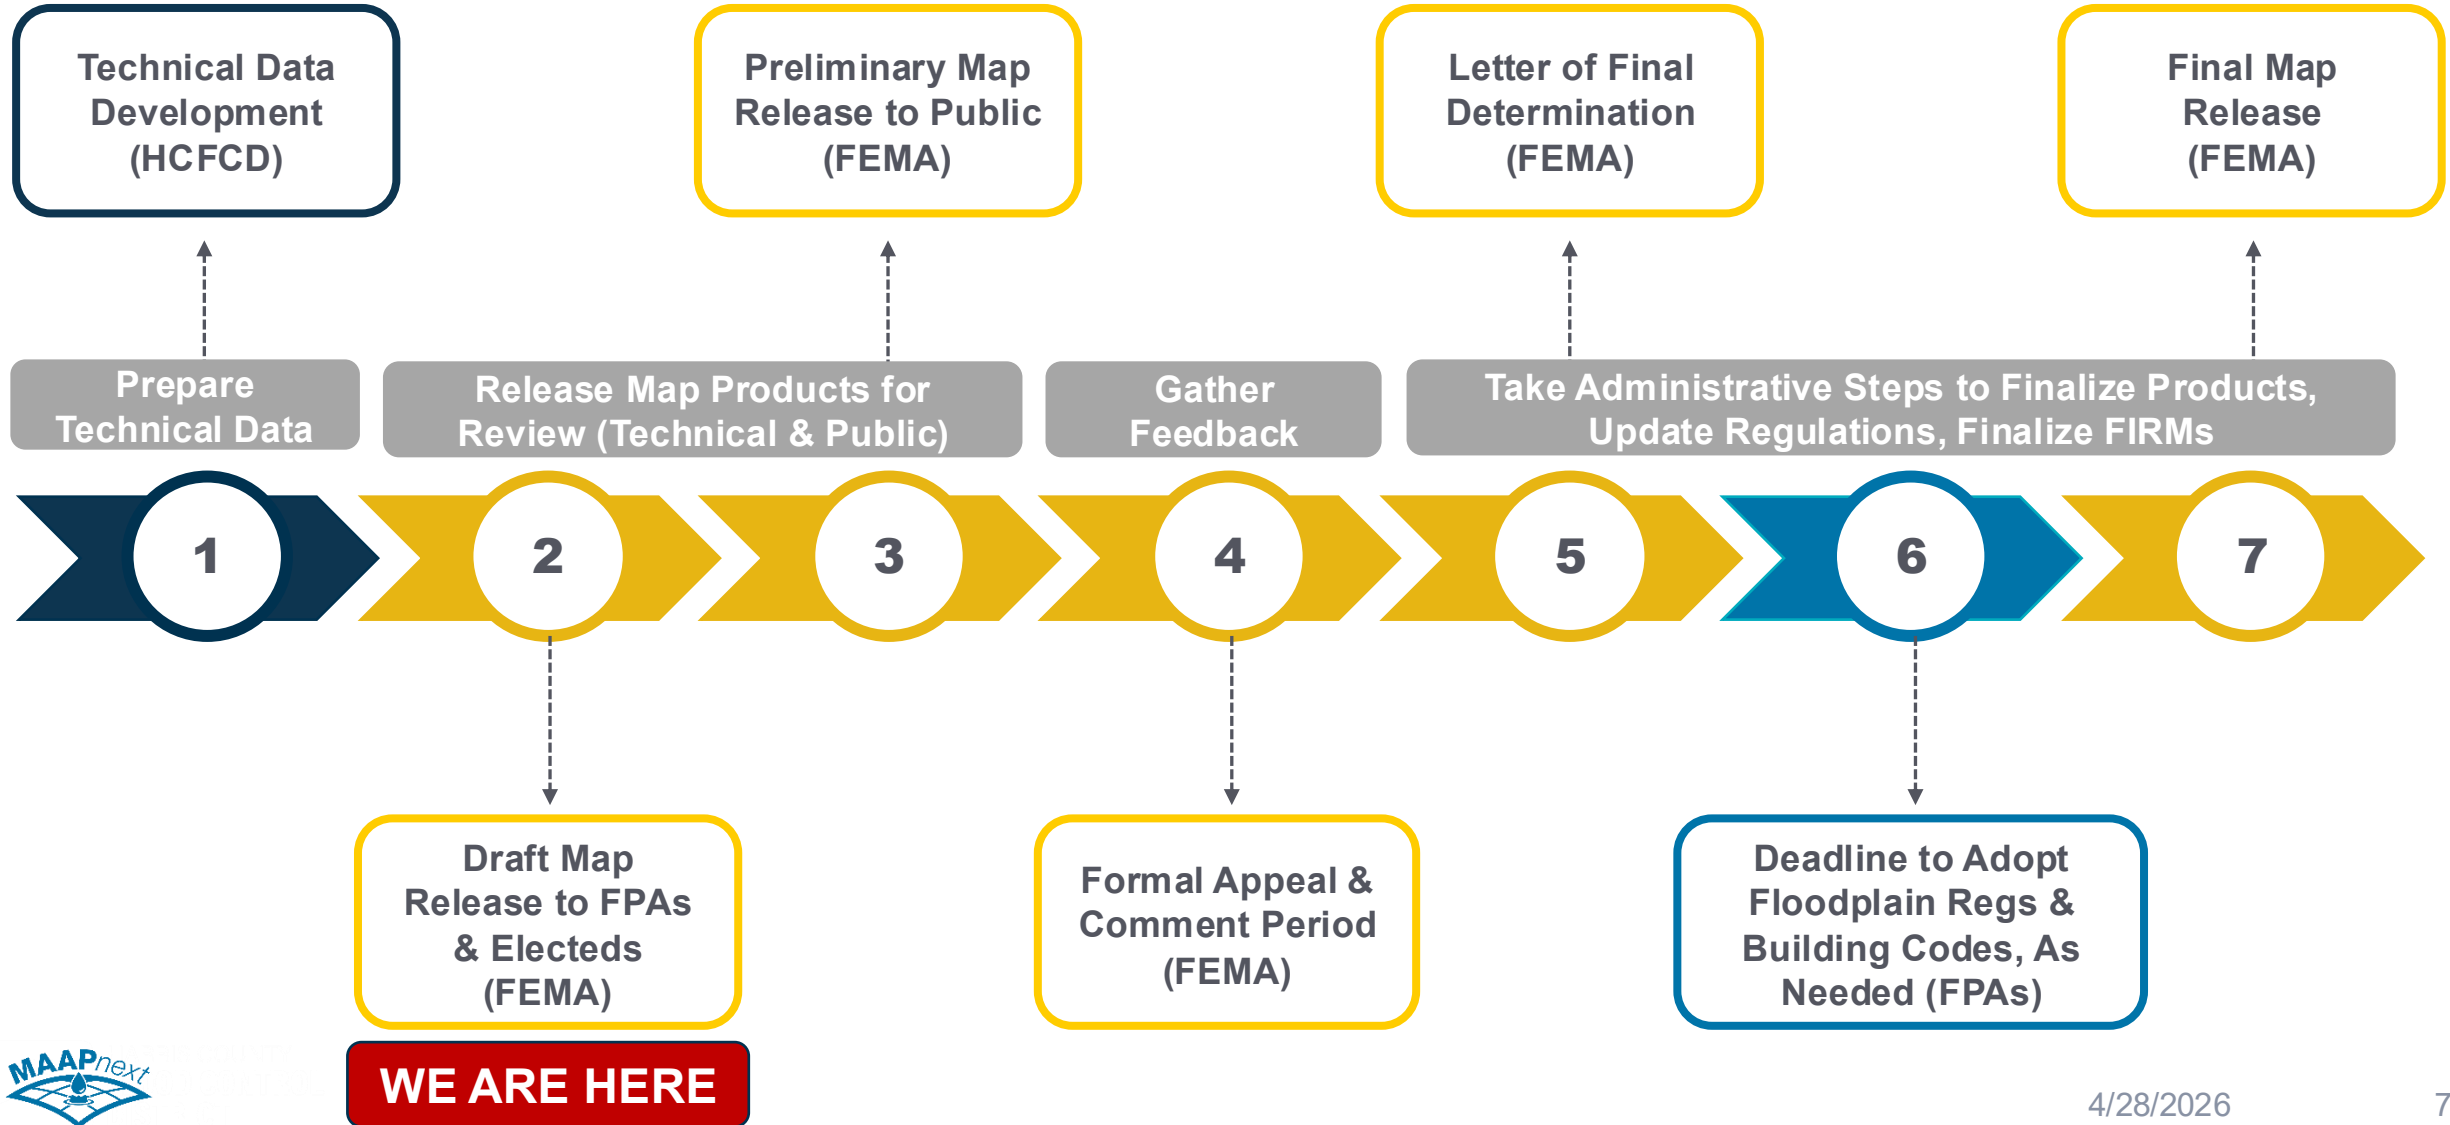 Technical Data
Development
(HCFCD)
Preliminary Map
Release to Public
(FEMA)
Letter of Final
Determination
(FEMA)
Final Map
Release
(FEMA)
Prepare
Technical Data
Release Map Products for
Review (Technical & Public)
Gather
Feedback
Take Administrative Steps to Finalize Products,
Update Regulations, Finalize FIRMs
1
2
3
4
5
6
7
Draft Map
Release to FPAs
& Electeds
(FEMA)
Formal Appeal &
Comment Period
(FEMA)
Deadline to Adopt
Floodplain Regs &
Building Codes, As
Needed (FPAs)
MAAPnext
WE ARE HERE
4/28/2026
7